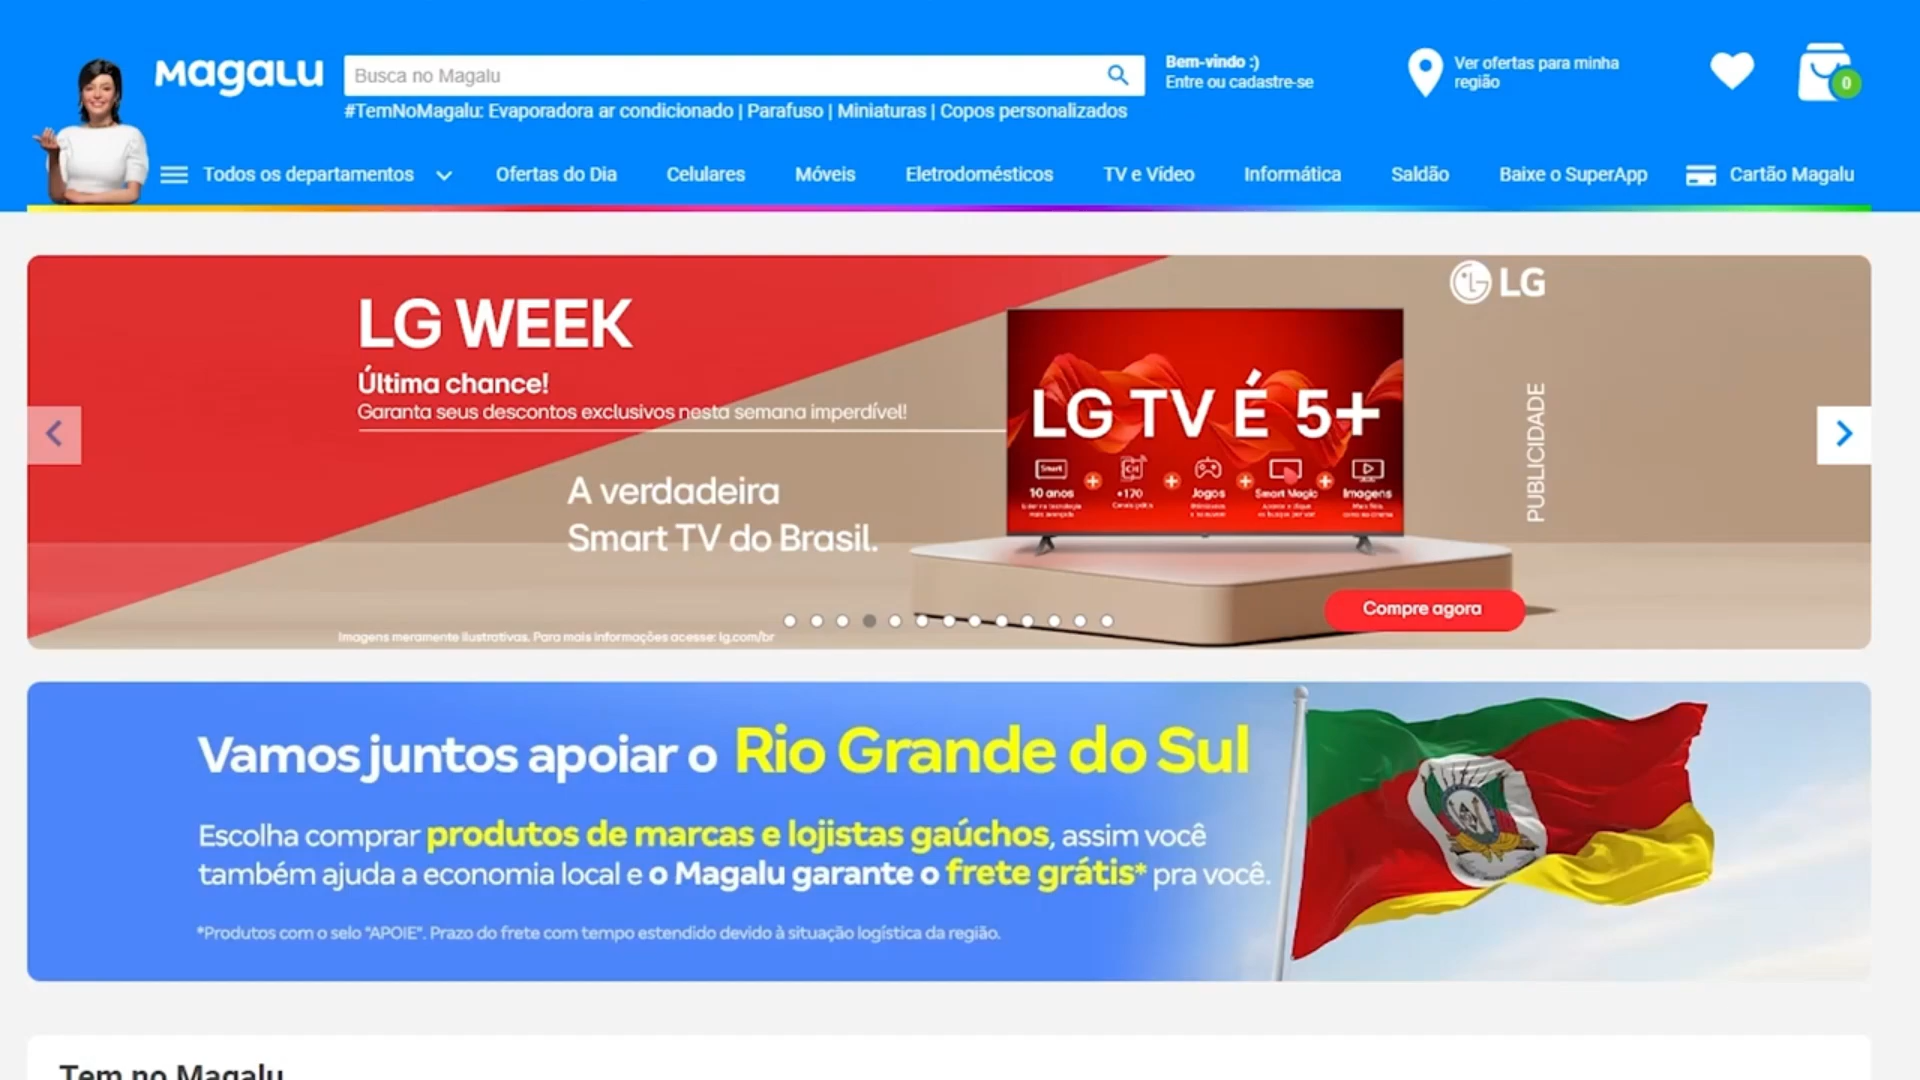 Magalu
Busca no Magalu
Bem-vindo :)
Entre ou cadastre-se
Ver ofertas para minha
região
0
#TemNoMagalu: Evaporadora ar condicionado | Parafuso | Miniaturas | Copos personalizados
Todos os departamentos
Ofertas do Dia
Celulares
Móveis
Eletrodomésticos
TV e Vídeo
Informática
Saldão
Baixe o SuperApp
Cartão Magalu
LG WEEK
Última chance!
Garanta seus descontos exclusivos nesta semana imperdível!
A verdadeira
Smart TV do Brasil.
Imagens meramente ilustrativas. Para mais informações acesse: lg.com/br
LG
LG TV É 5+
Smart
10 anos
+170
Jogos
Smart Magic
Imagens
PUBLICIDADE
Compre agora
Vamos juntos apoiar o Rio Grande do Sul
Escolha comprar produtos de marcas e lojistas gaúchos, assim você
também ajuda a economia local e o Magalu garante o frete grátis* pra você.
*Produtos com o selo "APOIE". Prazo do frete com tempo estendido devido à situação logística da região.
Tem no Magalu